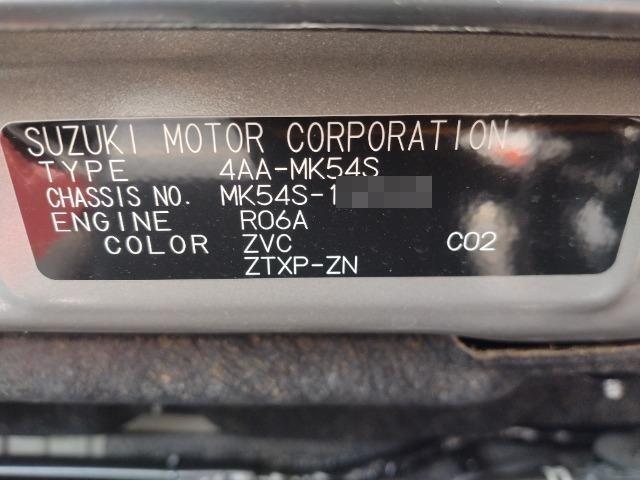 SUZUKI MOTOR CORPORATION
TYPE 4AA-MK54S
CHASSIS NO. MK54S-1
ENGINE R06A
COLOR ZVC C02
ZTXP-ZN